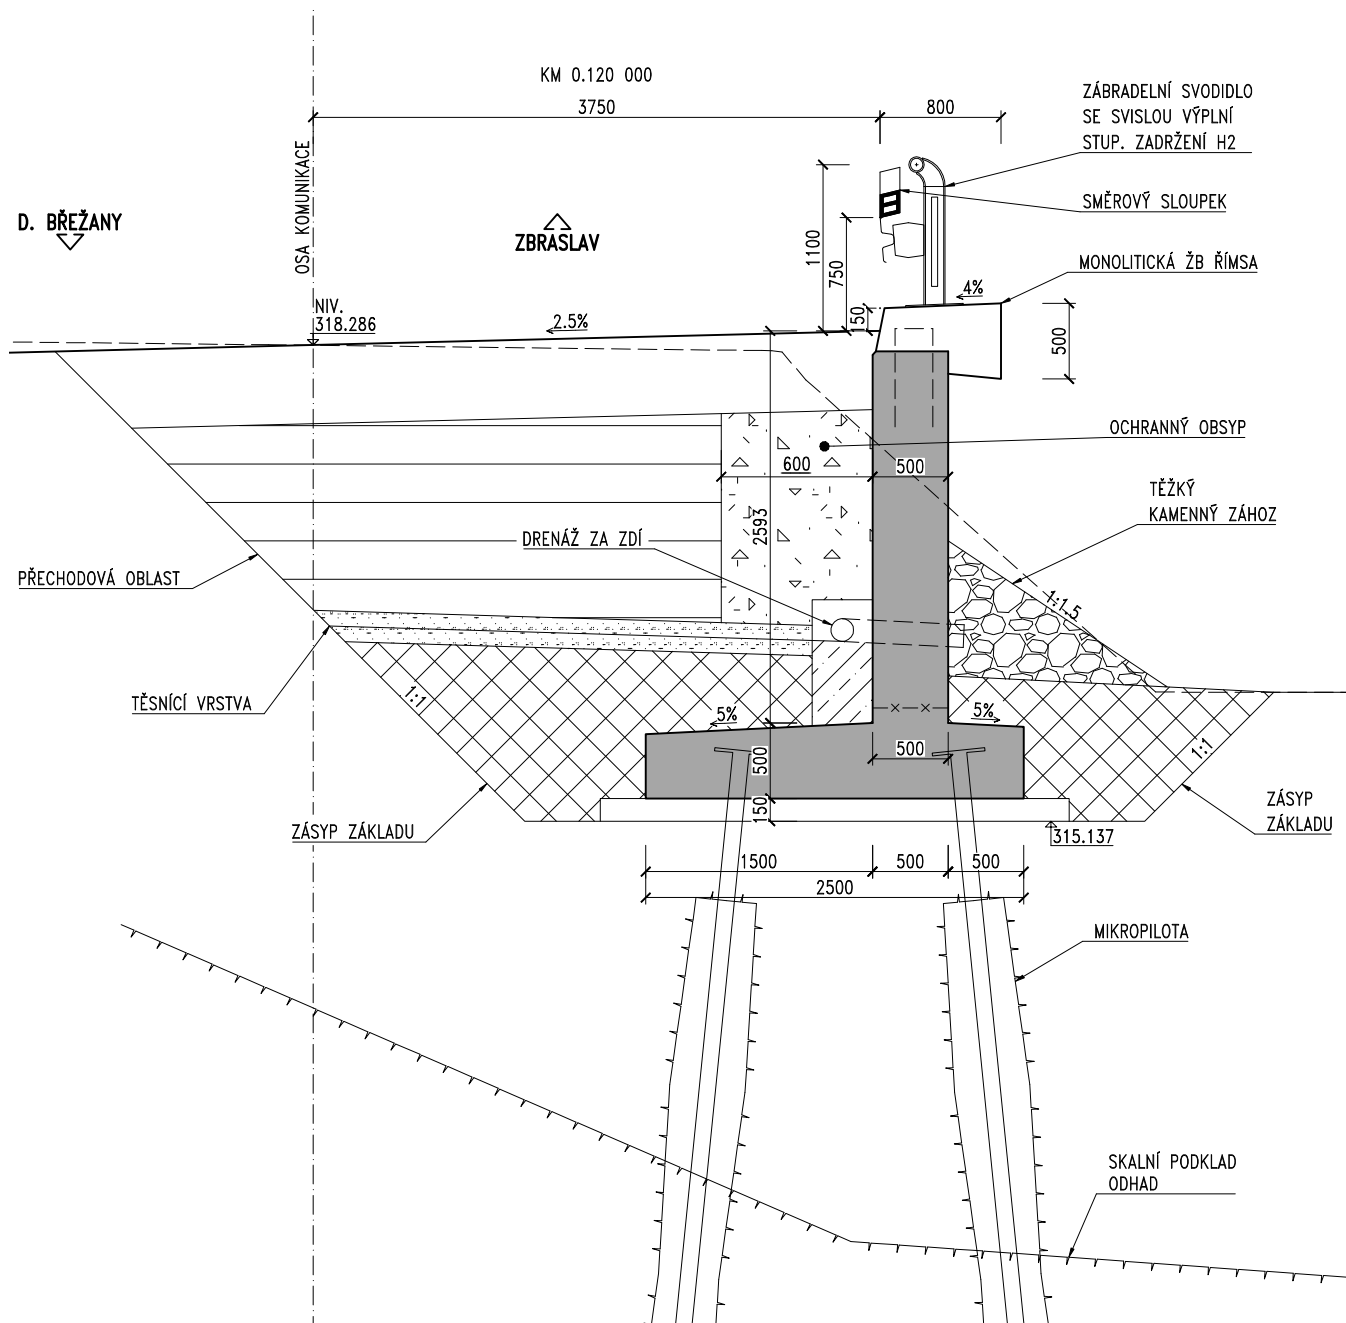 KM 0.120 000
3750
800
ZÁBRADELNÍ SVODIDLO
SE SVISLOU VÝPLNÍ
STUP. ZADRŽENÍ H2
OSA KOMUNIKACE
SMĚROVÝ SLOUPEK
D. BŘEŽANY
ZBRASLAV
1100
750
MONOLITICKÁ ŽB ŘÍMSA
4%
NIV.
318.286
2.5%
150
500
OCHRANNÝ OBSYP
600
500
TĚŽKÝ
KAMENNÝ ZÁHOZ
2593
DRENÁŽ ZA ZDÍ
PŘECHODOVÁ OBLAST
1:1.5
TĚSNÍCÍ VRSTVA
1:1
5%
5%
500
500
1:1
150
ZÁSYP ZÁKLADU
ZÁSYP
ZÁKLADU
315.137
1500
500
500
2500
MIKROPILOTA
SKALNÍ PODKLAD
ODHAD